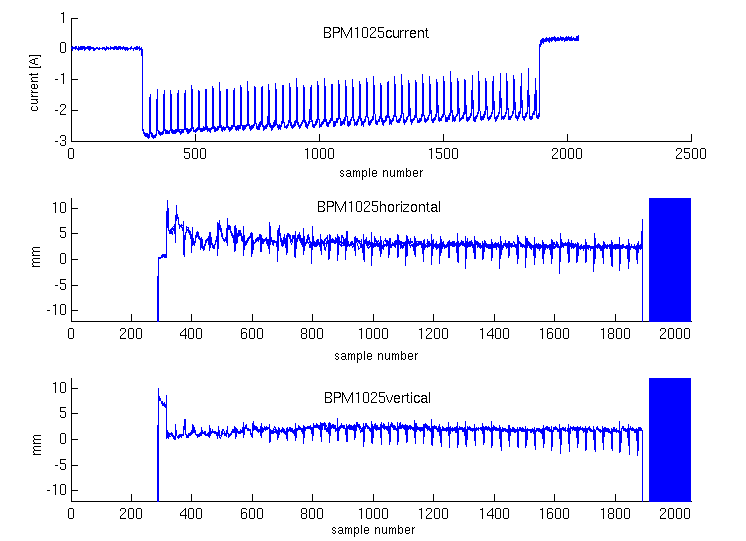 BPM1025current
current [A]
1
0
-1
-2
-3
0 500 1000 1500 2000 2500
sample number
BPM1025horizontal
mm
10
5
0
-5
-10
0 200 400 600 800 1000 1200 1400 1600 1800 2000
sample number
BPM1025vertical
mm
10
5
0
-5
-10
0 200 400 600 800 1000 1200 1400 1600 1800 2000
sample number